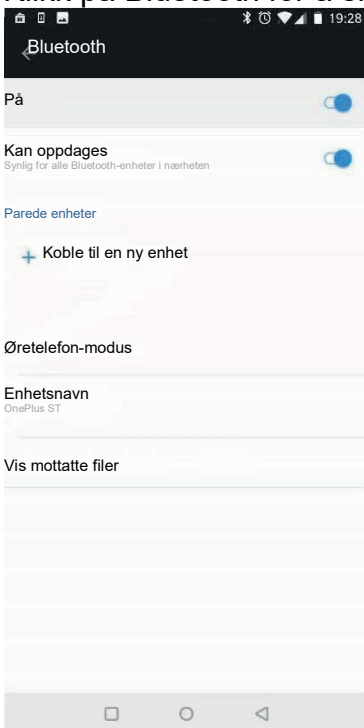 19:28
Bluetooth
På
Kan oppdages
Synlig for alle Bluetooth-enheter i nærheten
Parede enheter
+ Koble til en ny enhet
Øretelefon-modus
Enhetsnavn
OnePlus ST
Vis mottatte filer